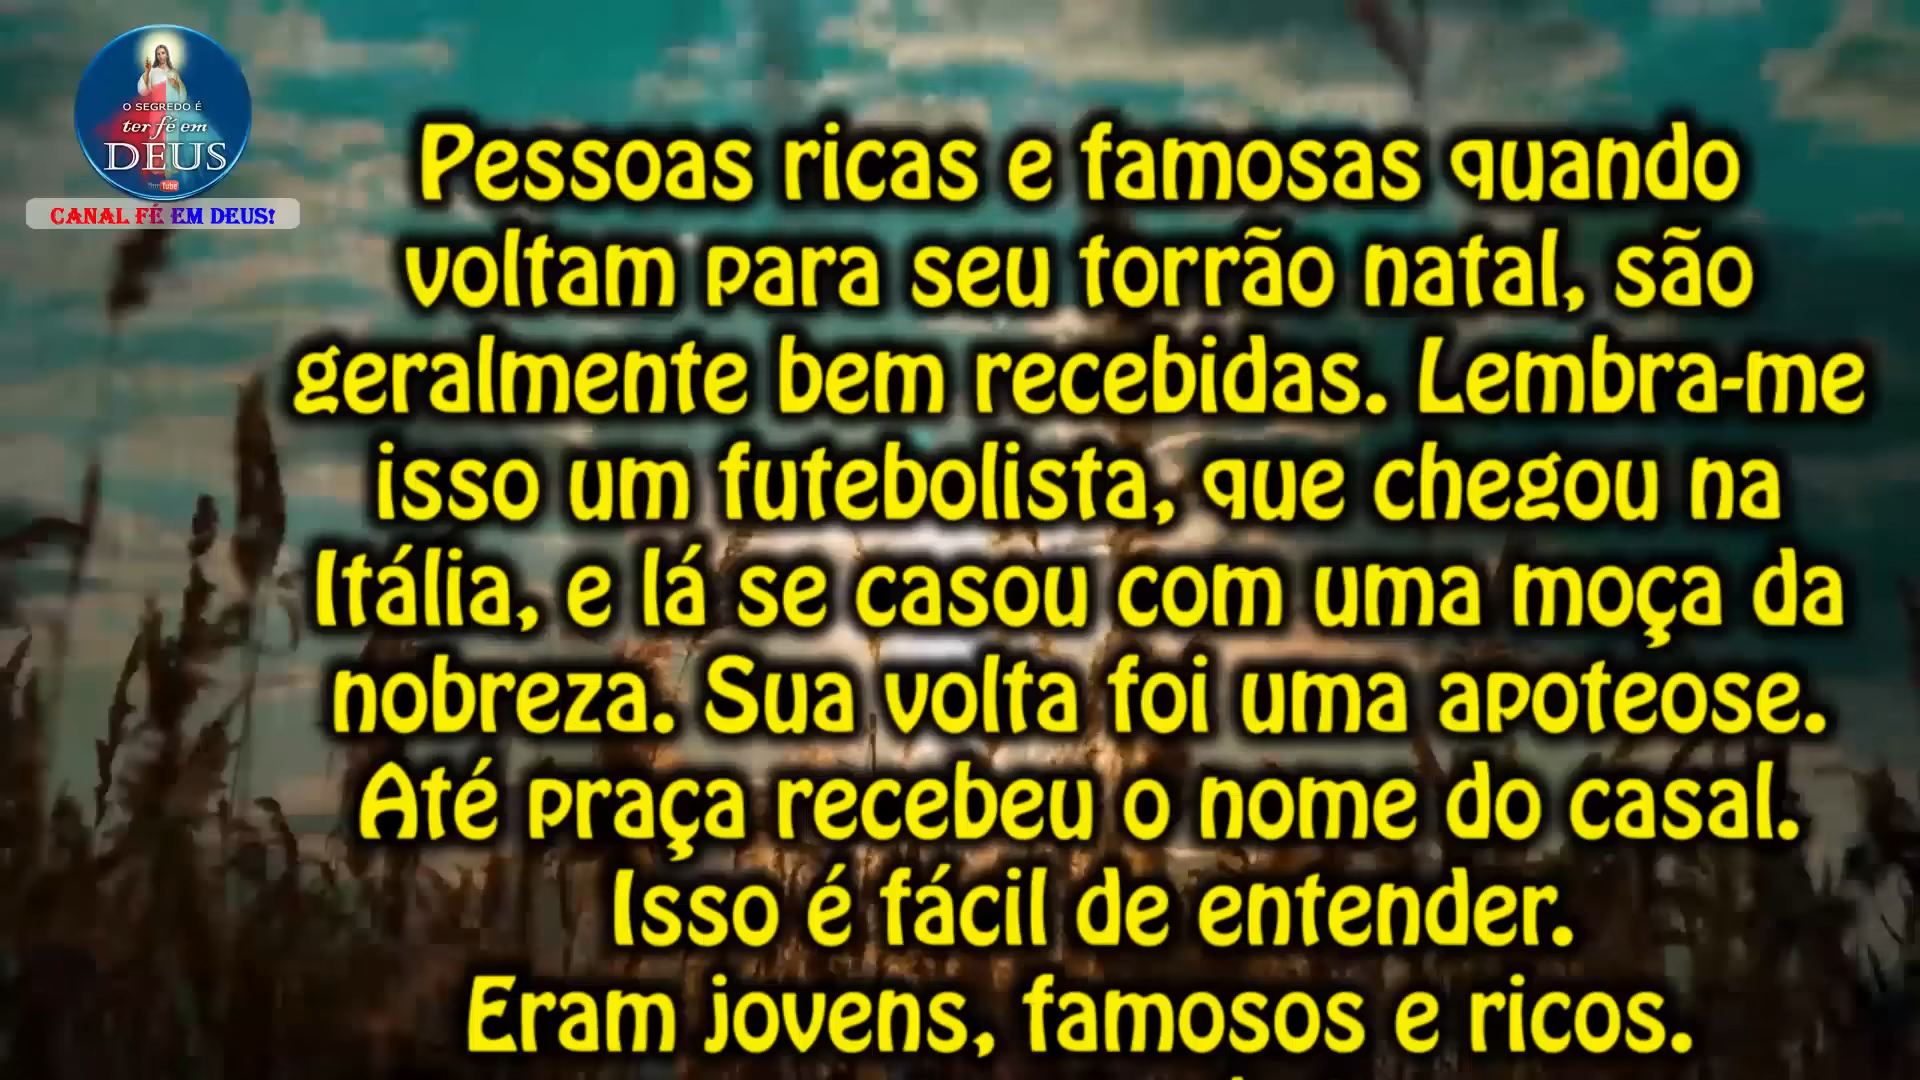 O SEGREDO É
ter fé em
DEUS
CANAL FÉ EM DEUS!
Pessoas ricas e famosas quando
voltam para seu torrão natal, são
geralmente bem recebidas. Lembra-me
isso um futebolista, que chegou na
Itália, e lá se casou com uma moça da
nobreza. Sua volta foi uma apoteose.
Até praça recebeu o nome do casal.
Isso é fácil de entender.
Eram jovens, famosos e ricos.